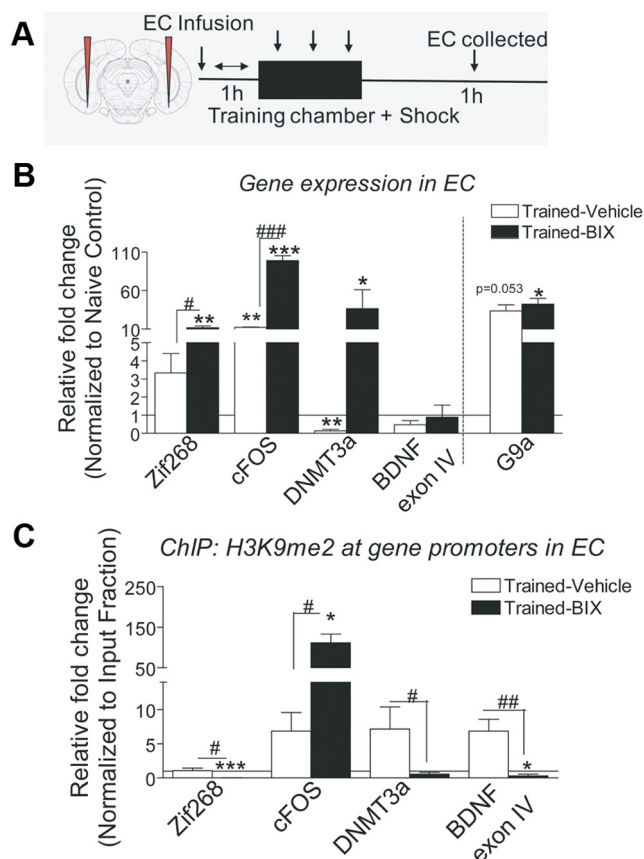 A
EC Infusion
EC collected
1h
1h
Training chamber + Shock
B
Gene expression in EC
Relative fold change
(Normalized to Naive Control)
Trained-Vehicle
Trained-BIX
110
60
10
5
4
3
2
1
0
#
**
**
###
***
**
*
p=0.053
*
Zif268
cFOS
DNMT3a
BDNF
exon IV
G9a
C
ChIP: H3K9me2 at gene promoters in EC
Relative fold change
(Normalized to Input Fraction)
Trained-Vehicle
Trained-BIX
250
150
50
10
5
0
#
***
#
*
#
##
*
Zif268
cFOS
DNMT3a
BDNF
exon IV